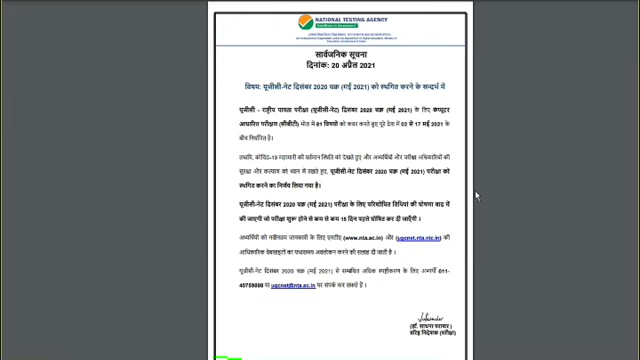 NATIONAL TESTING AGENCY
Excellence in Assessment
सार्वजनिक सूचना
दिनांक: 20 अप्रैल 2021
विषय: यूजीसी-नेट दिसंबर 2020 चक्र (मई 2021) को स्थगित करने के सन्दर्भ में
यूजीसी - राष्ट्रीय पात्रता परीक्षा (यूजीसी-नेट) दिसंबर 2020 चक्र (मई 2021) के लिए कंप्यूटर
आधारित परीक्षण (सीबीटी) मोड में 81 विषयों को कवर करते हुए पूरे देश में 02 से 17 मई 2021 के
बीच निर्धारित है।
तथापि, कोविड-19 महामारी की वर्तमान स्थिति को देखते हुए और अभ्यर्थियों और परीक्षा अधिकारियों की
सुरक्षा और कल्याण को ध्यान में रखते हुए, यूजीसी-नेट दिसंबर 2020 चक्र (मई 2021) परीक्षा को
स्थगित करने का निर्णय लिया गया है।
यूजीसी-नेट दिसंबर 2020 चक्र (मई 2021) परीक्षा के लिए परिशोधित तिथियों की घोषणा बाद में
की जाएगी जो परीक्षा शुरू होने से कम से कम 15 दिन पहले घोषित कर दी जाएँगी ।
अभ्यर्थियों को नवीनतम जानकारी के लिए एनटीए (www.nta.ac.in) और (ugcnet.nta.nic.in) की
आधिकारिक वेबसाइटों का यथासमय अवलोकन करने की सलाह दी जाती है ।
यूजीसी-नेट दिसंबर 2020 चक्र (मई 2021) से सम्बंधित अधिक स्पष्टीकरण के लिए अभ्यर्थी 011-
40759000 या ugcnet@nta.ac.in पर संपर्क कर सकते हैं ।
(डॉ. साधना पराशर )
वरिष्ठ निदेशक (परीक्षा)